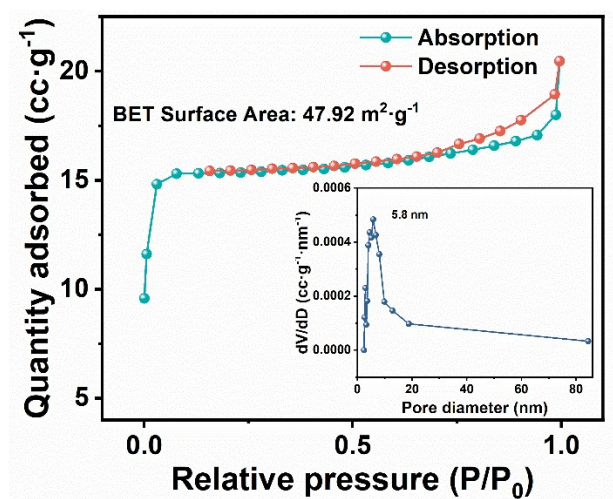 Absorption
Desorption
BET Surface Area: 47.92 m²·g⁻¹
Quantity adsorbed (cc·g⁻¹)
20
15
10
5
0.0
0.5
1.0
Relative pressure (P/P₀)
5.8 nm
dV/dD (cc·g⁻¹·nm⁻¹)
0.0006
0.0004
0.0002
0.0000
0
20
40
60
80
Pore diameter (nm)